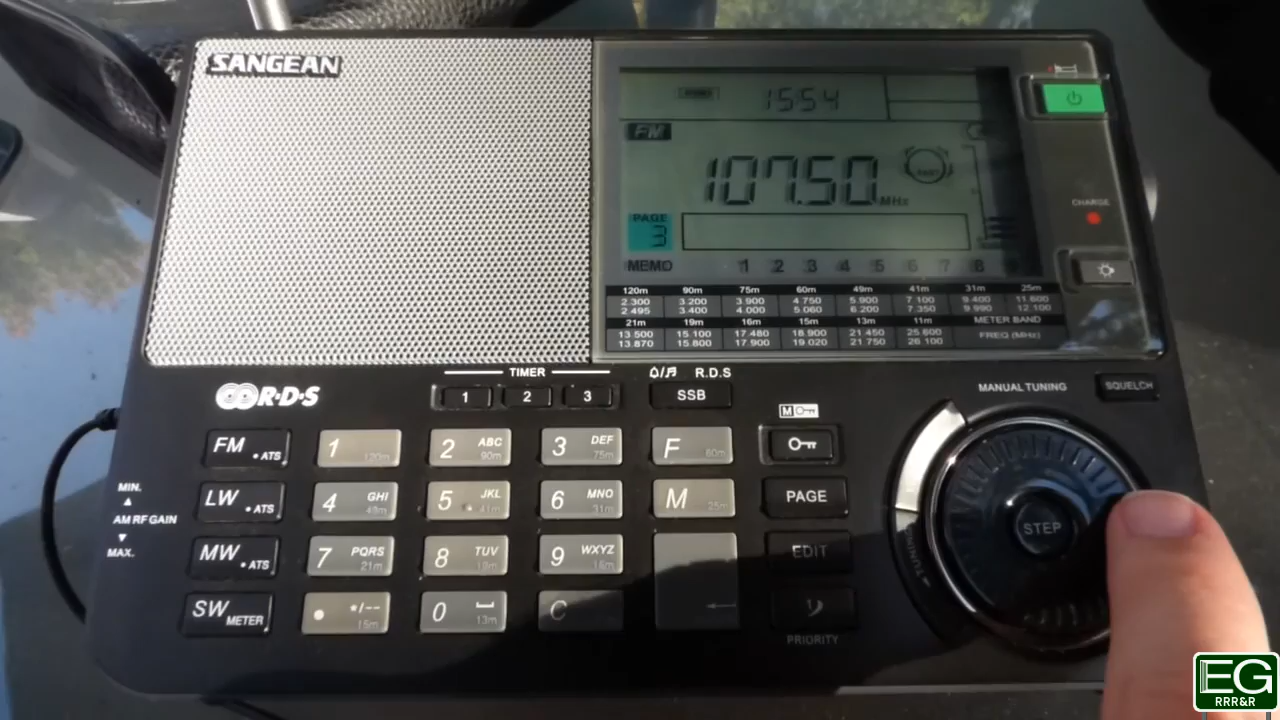 SANGEAN
1554
FM
107.50 MHz
PAGE
3
MEMO 1 2 3 4 5 6 7 8
120m 90m 75m 60m 49m 41m 31m 25m
2.300 3.200 3.900 4.750 5.900 7.100 9.400 11.600
2.495 3.400 4.000 5.060 6.200 7.350 9.990 12.100
21m 19m 16m 15m 13m 11m METER BAND
13.500 15.100 17.480 18.900 21.450 25.600 FREQ (MHz)
13.870 15.800 17.900 19.020 21.750 26.100
CHARGE
R·D·S
TIMER
1 2 3
R.D.S
SSB
MANUAL TUNING
SQUELCH
M
FM • ATS
1 120m
2 ABC 90m
3 DEF 75m
F 60m
MIN.
AM RF GAIN
MAX.
LW • ATS
4 GHI 49m
5 JKL 41m
6 MNO 31m
M 25m
PAGE
STEP
TUNING
MW • ATS
7 PQRS 21m
8 TUV 19m
9 WXYZ 16m
EDIT
SW METER
• */-- 15m
0 13m
C
PRIORITY
EG
RRR&R